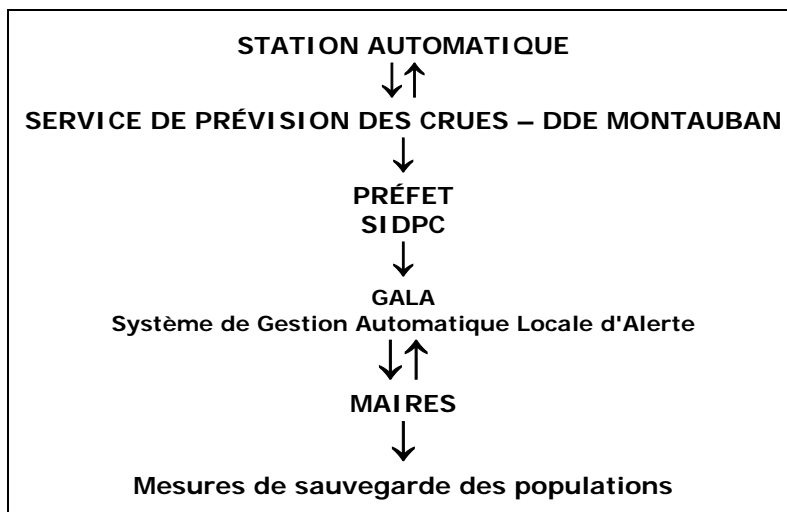 STATION AUTOMATIQUE
SERVICE DE PRÉVISION DES CRUES – DDE MONTAUBAN
PRÉFET
SIDPC
GALA
Système de Gestion Automatique Locale d'Alerte
MAIRES
Mesures de sauvegarde des populations